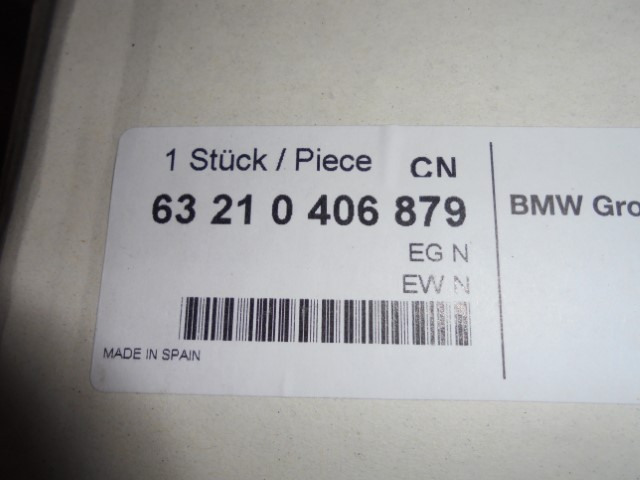 1 Stück / Piece CN
63 21 0 406 879
BMW Gro
EG N
EW N
MADE IN SPAIN